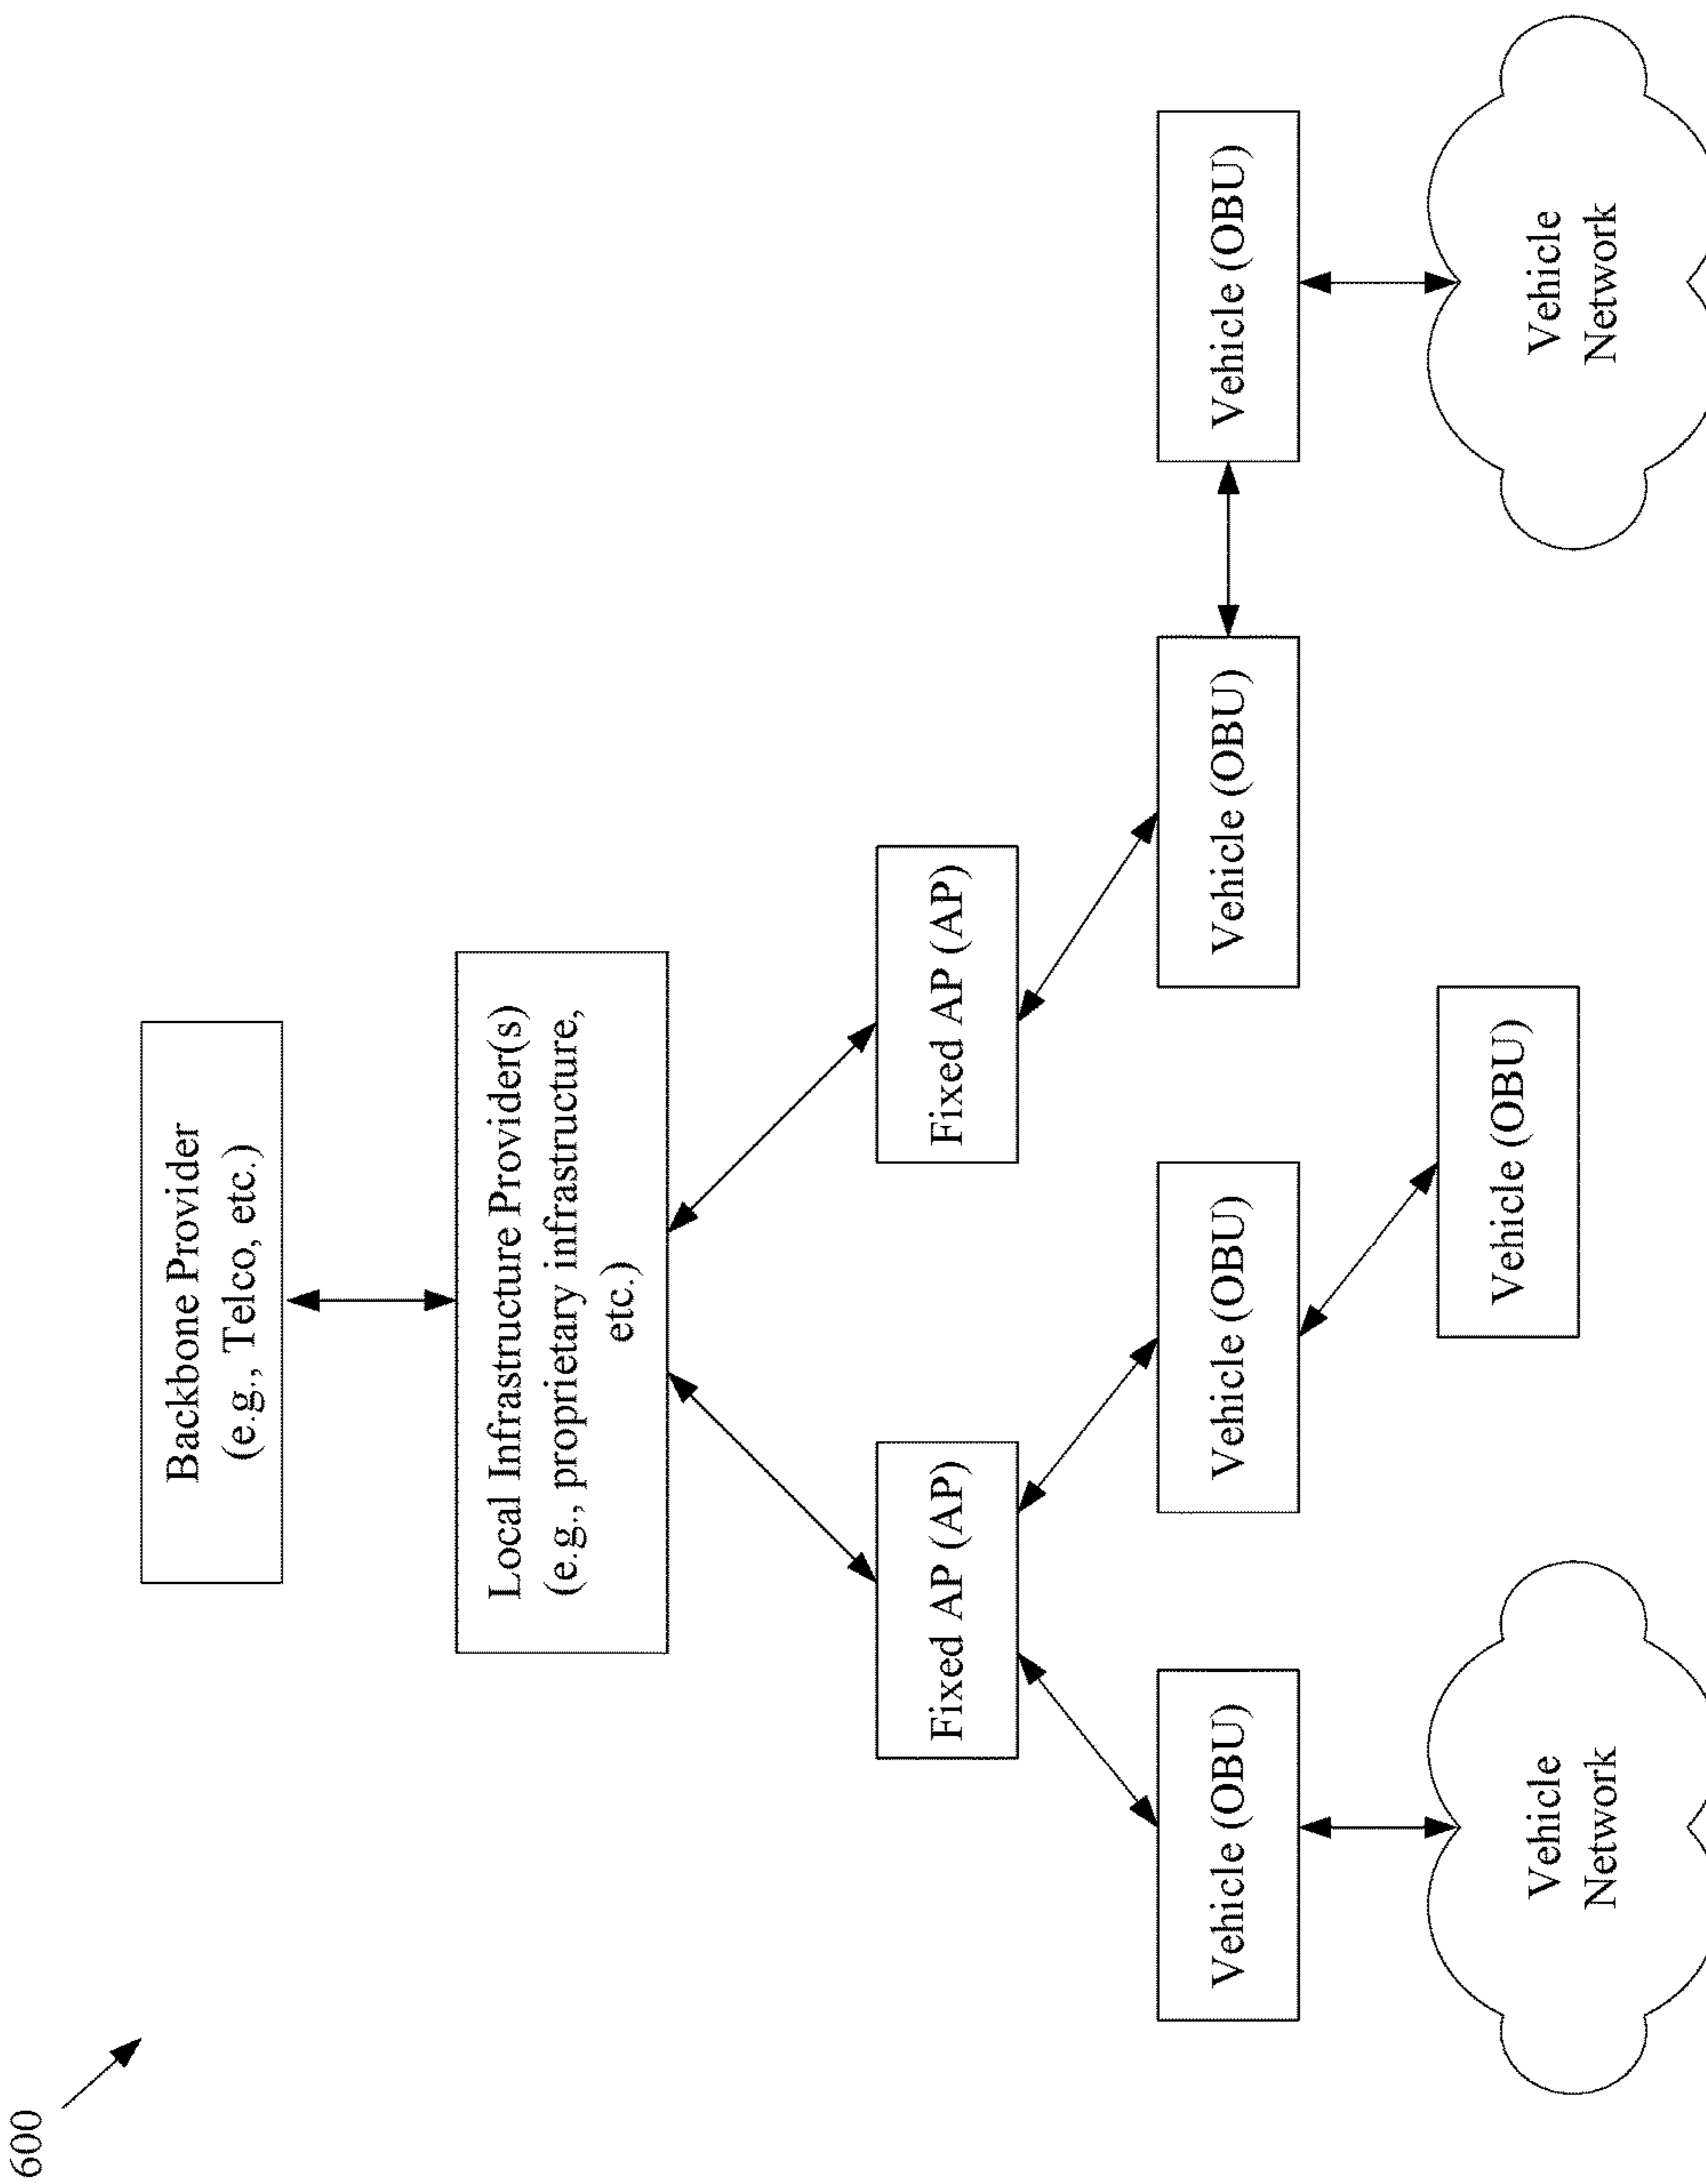 600
Backbone Provider
(e.g., Telco, etc.)
Local Infrastructure Provider(s)
(e.g., proprietary infrastructure,
etc.)
Fixed AP (AP)
Fixed AP (AP)
Vehicle (OBU)
Vehicle (OBU)
Vehicle (OBU)
Vehicle (OBU)
Vehicle
Network
Vehicle (OBU)
Vehicle
Network